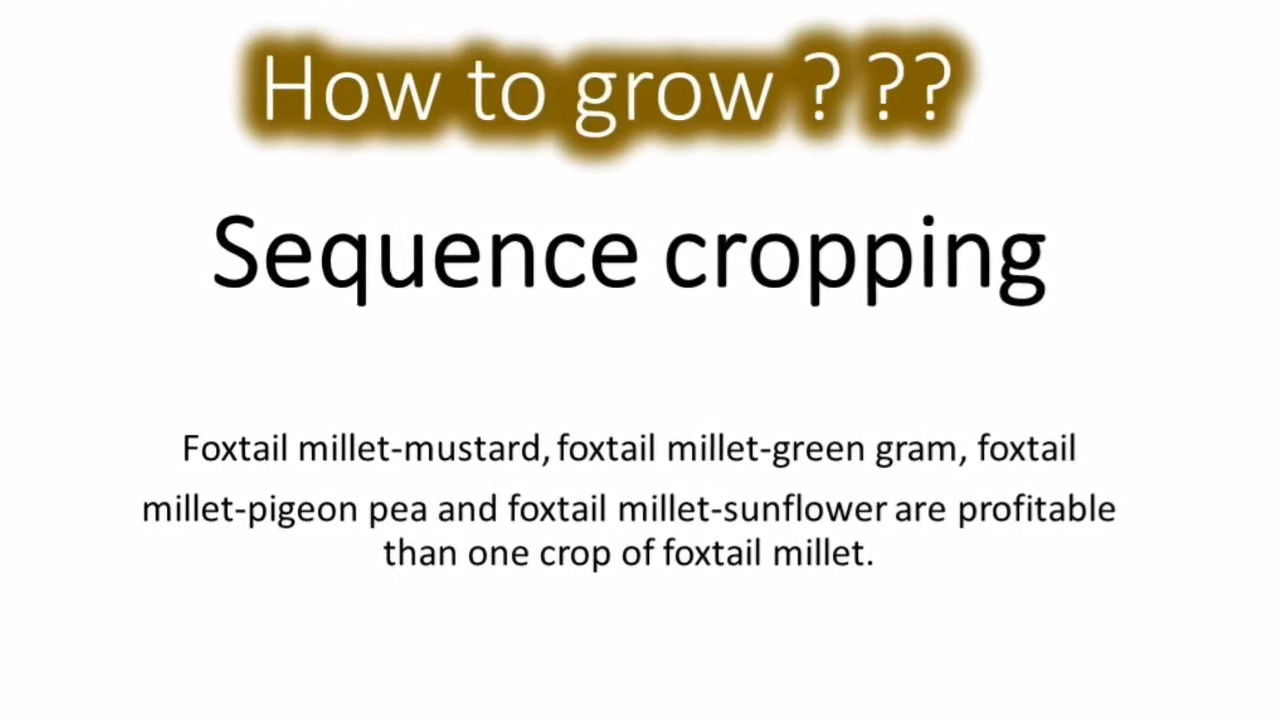 How to grow ? ??
Sequence cropping
Foxtail millet-mustard, foxtail millet-green gram, foxtail
millet-pigeon pea and foxtail millet-sunflower are profitable
than one crop of foxtail millet.